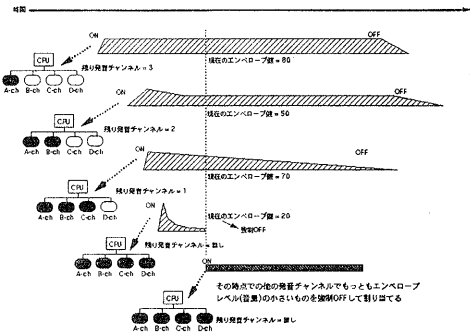 時間
ON
OFF
CPU
A-ch B-ch C-ch D-ch
残り発音チャンネル=3
現在のエンベロープ値=80
ON
OFF
CPU
A-ch B-ch C-ch D-ch
残り発音チャンネル=2
現在のエンベロープ値=50
ON
OFF
CPU
A-ch B-ch C-ch D-ch
残り発音チャンネル=1
現在のエンベロープ値=70
ON
現在のエンベロープ値=20
強制OFF
CPU
A-ch B-ch C-ch D-ch
残り発音チャンネル=無し
ON
その時点での他の発音チャンネルでもっともエンベロープ
レベル(音量)の小さいものを強制OFFして割り当てる
CPU
A-ch B-ch C-ch D-ch
残り発音チャンネル=無し